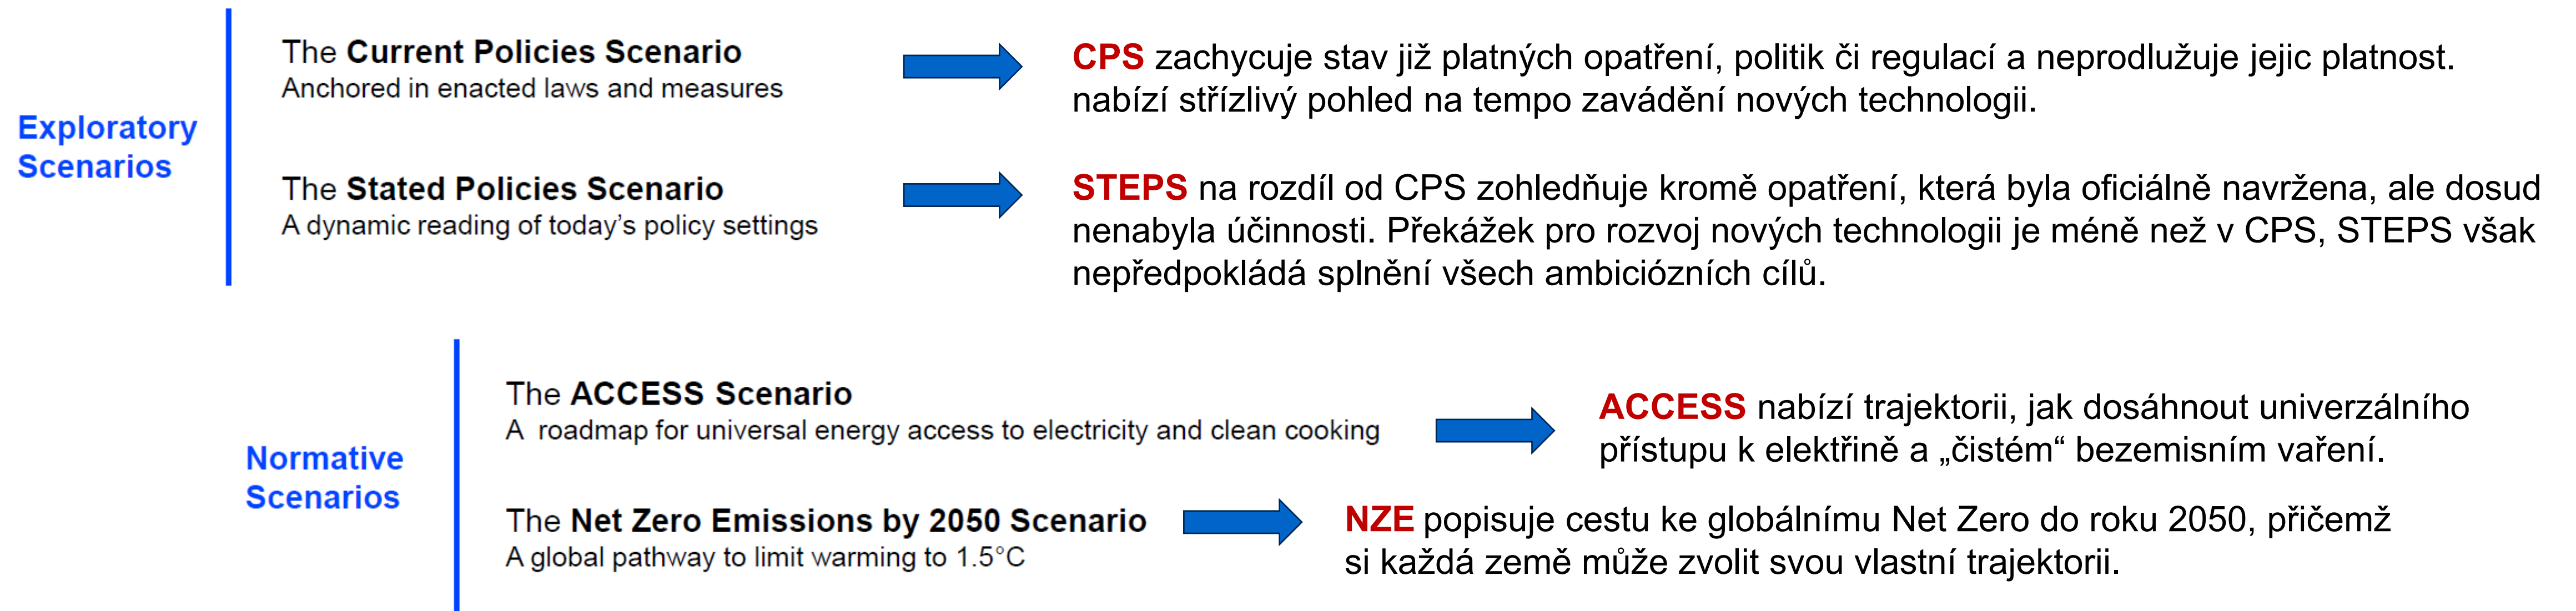 Exploratory
Scenarios
The Current Policies Scenario
Anchored in enacted laws and measures
CPS zachycuje stav již platných opatření, politik či regulací a neprodlužuje jejic platnost.
nabízí střízlivý pohled na tempo zavádění nových technologii.
The Stated Policies Scenario
A dynamic reading of today's policy settings
STEPS na rozdíl od CPS zohledňuje kromě opatření, která byla oficiálně navržena, ale dosud
nenabyla účinnosti. Překážek pro rozvoj nových technologii je méně než v CPS, STEPS však
nepředpokládá splnění všech ambiciózních cílů.
Normative
Scenarios
The ACCESS Scenario
A roadmap for universal energy access to electricity and clean cooking
ACCESS nabízí trajektorii, jak dosáhnout univerzálního
přístupu k elektřině a „čistém“ bezemisním vaření.
The Net Zero Emissions by 2050 Scenario
A global pathway to limit warming to 1.5°C
NZE popisuje cestu ke globálnímu Net Zero do roku 2050, přičemž
si každá země může zvolit svou vlastní trajektorii.